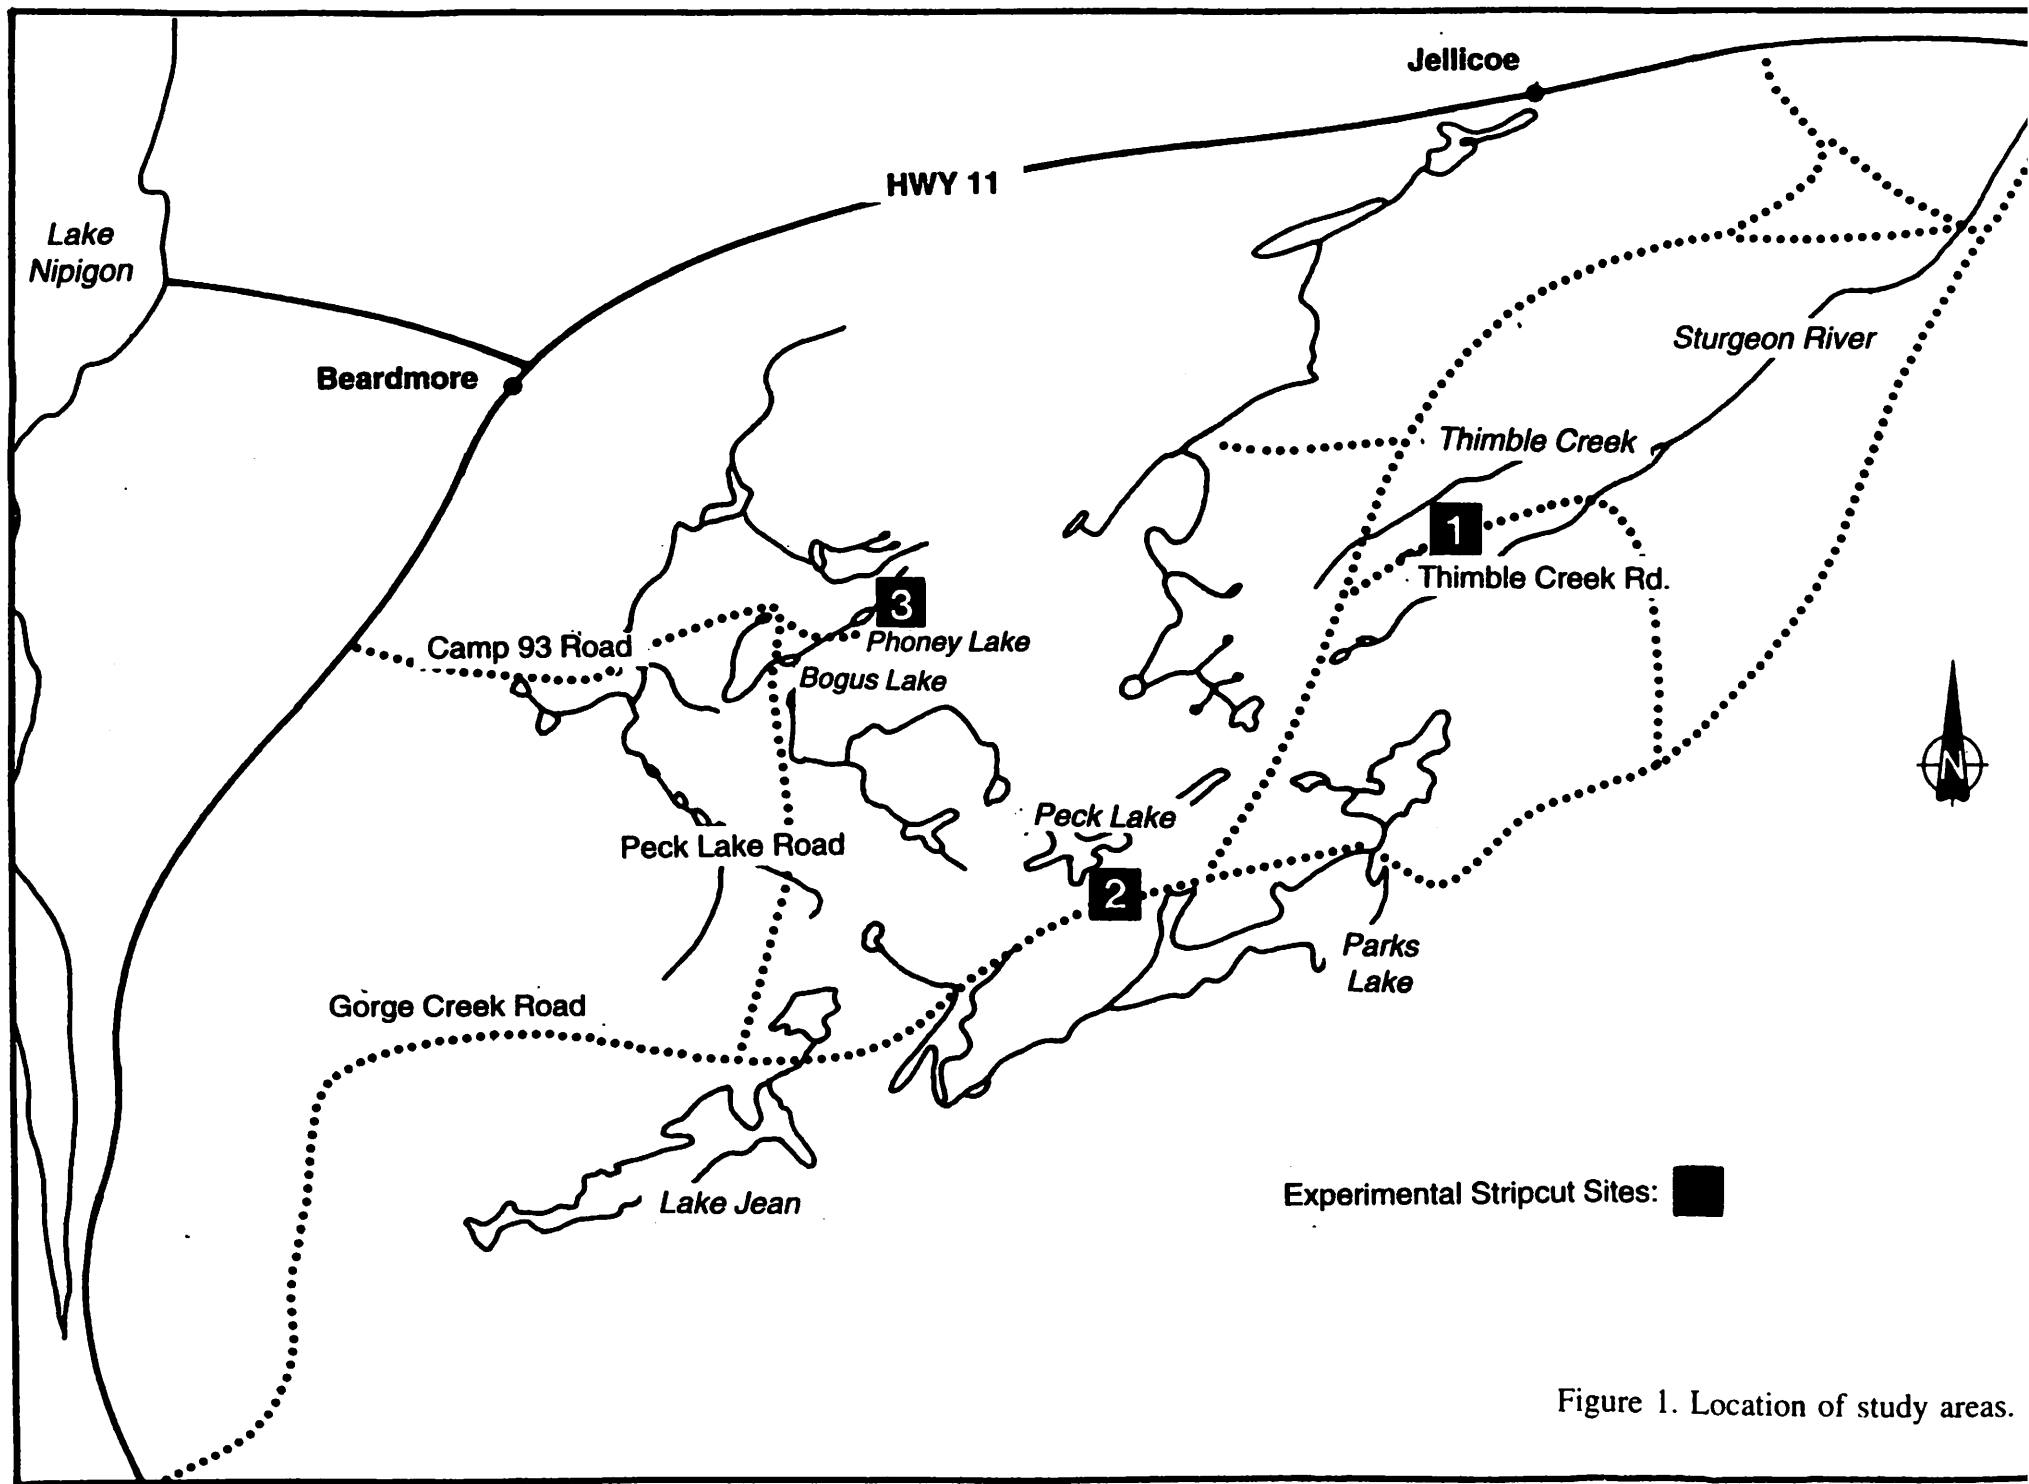 Jellicoe
HWY 11
Lake
Nipigon
Sturgeon River
Beardmore
Thimble Creek
1
Thimble Creek Rd.
3
Camp 93 Road
Phoney Lake
Bogus Lake
N
Peck Lake
Peck Lake Road
2
Parks
Lake
Gorge Creek Road
Experimental Stripcut Sites:
Lake Jean
Figure 1. Location of study areas.